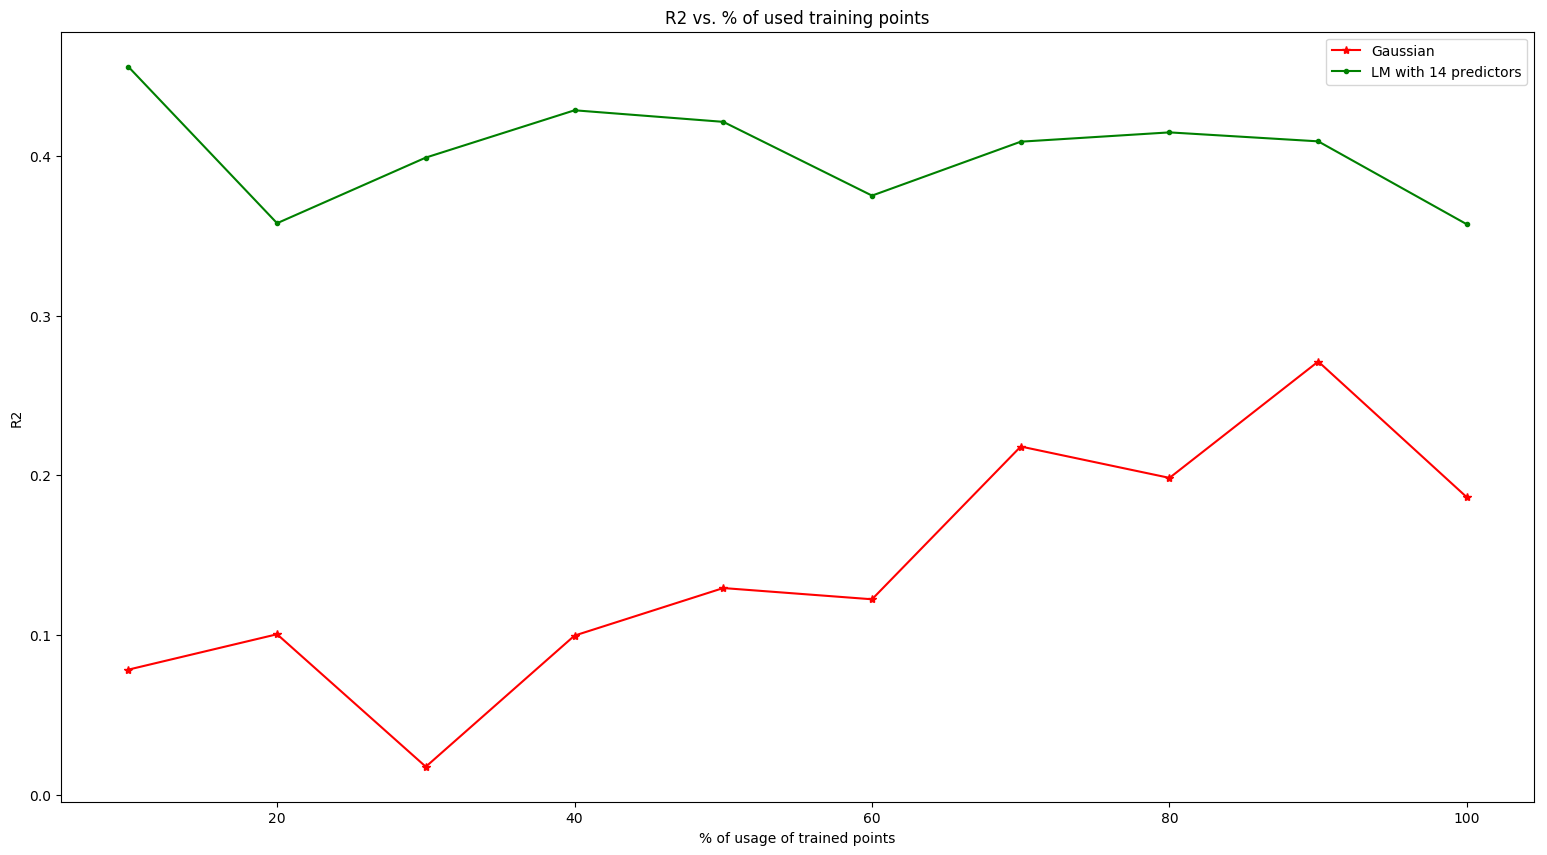 R2 vs. % of used training points
Gaussian
LM with 14 predictors
R2
0.4
0.3
0.2
0.1
0.0
20 40 60 80 100
% of usage of trained points